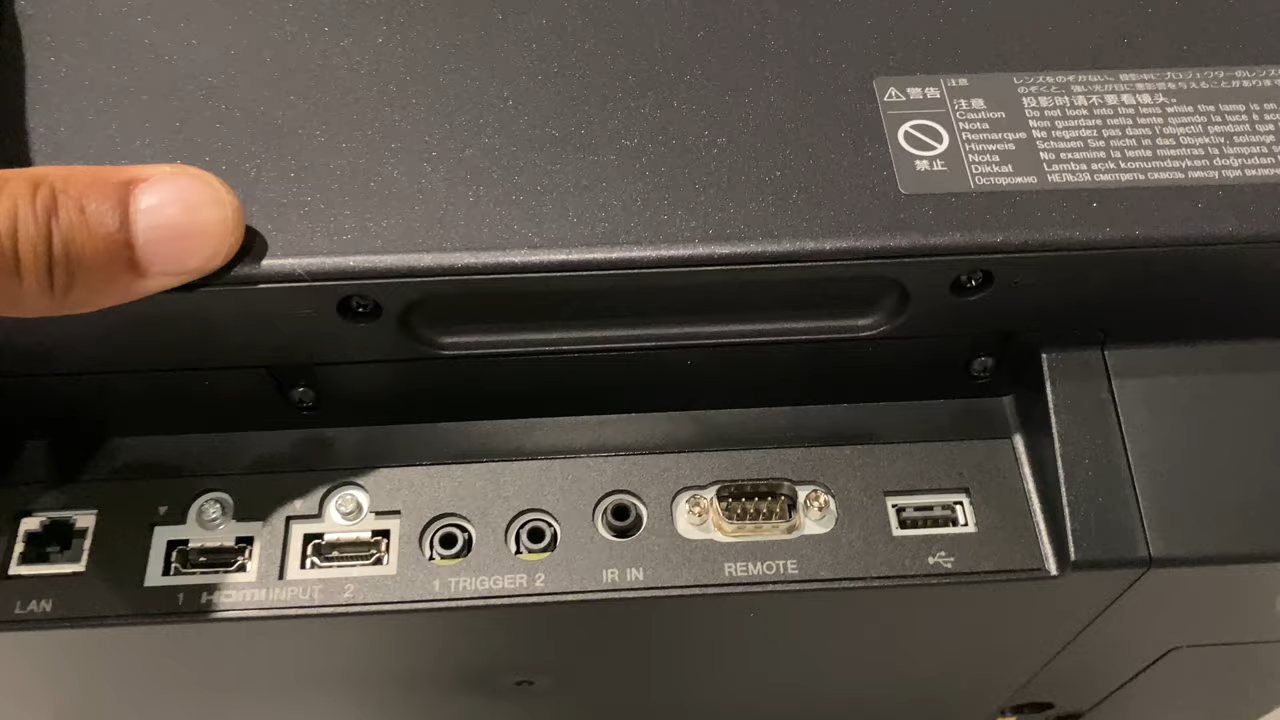 警告
禁止
注意
レンズをのぞかない。投影中にプロジェクターのレンズ
のぞくと、強い光が目に悪影響を与えることがありま
注意 投影时请不要看镜头。
Caution Do not look into the lens while the lamp is on
Nota Non guardare nella lente quando la luce è acc
Remarque Ne regardez pas dans l'objectif pendant que
Hinweis Schauen Sie nicht in das Objektiv, solange
Nota No examine la lente mientras la lámpara
Dikkat Lamba açık konumdayken doğrudan
Осторожно НЕЛЬЗЯ смотреть сквозь линзу при включ
LAN
1 HDMI INPUT 2
1 TRIGGER 2
IR IN
REMOTE